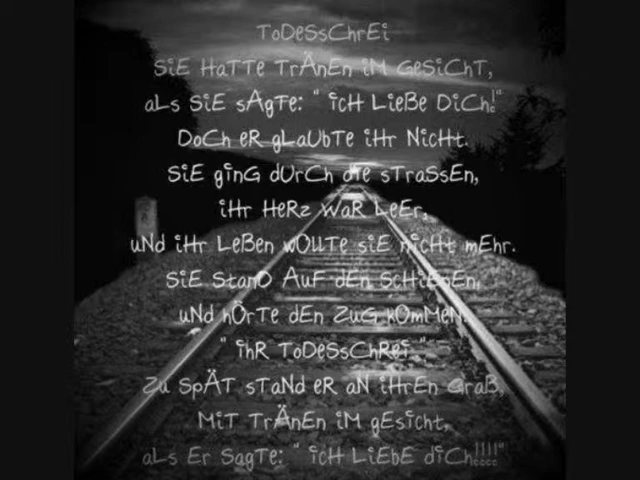 ToDeSsChrEi
SiE HaTTe TrÄnEn iM GeSiChT,
aLs SiE sAgTe: " icH LieBe DiCh!"
DoCh eR gLaUbTe iHr NicHt.
SiE ginG dUrCh die sTraSsEn,
iHr HeRz WaR LeEr,
uNd iHr LeBen wOLLTe siE nicHt mEhr.
SiE StanD AuF dEn ScHiEnEn,
uNd hÖrTe dEn ZuG kOmMeN.
" ihR ToDeSsChRei "
Zu SpÄT sTaNd eR aN iHrEn GraB,
MiT TrÄnEn iM gEsicht,
aLs Er SagTe: " icH LiEbE diCh!!!!"